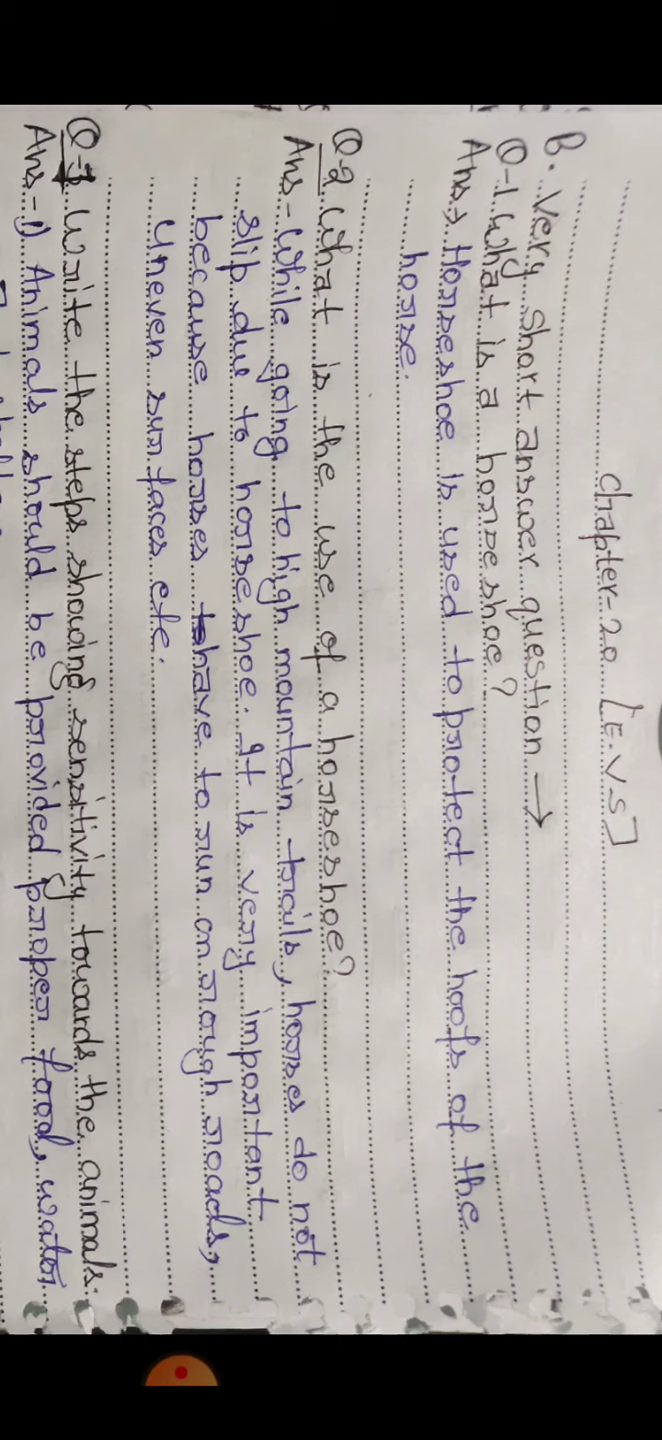 Chapter-20 [E.V.S]
B. Very Short answer question →
Q-1 What is a horseshoe?
Ans→ Horseshoe is used to protect the hoofs of the
horse.
Q-2 What is the use of a horseshoe?
Ans- While going to high mountain trails, horses do not
slip due to horseshoe. It is very important
because horses have to run on rough roads,
uneven surfaces etc.
Q-3 Write the steps showing sensitivity towards the animals.
Ans-1) Animals should be provided proper food, water